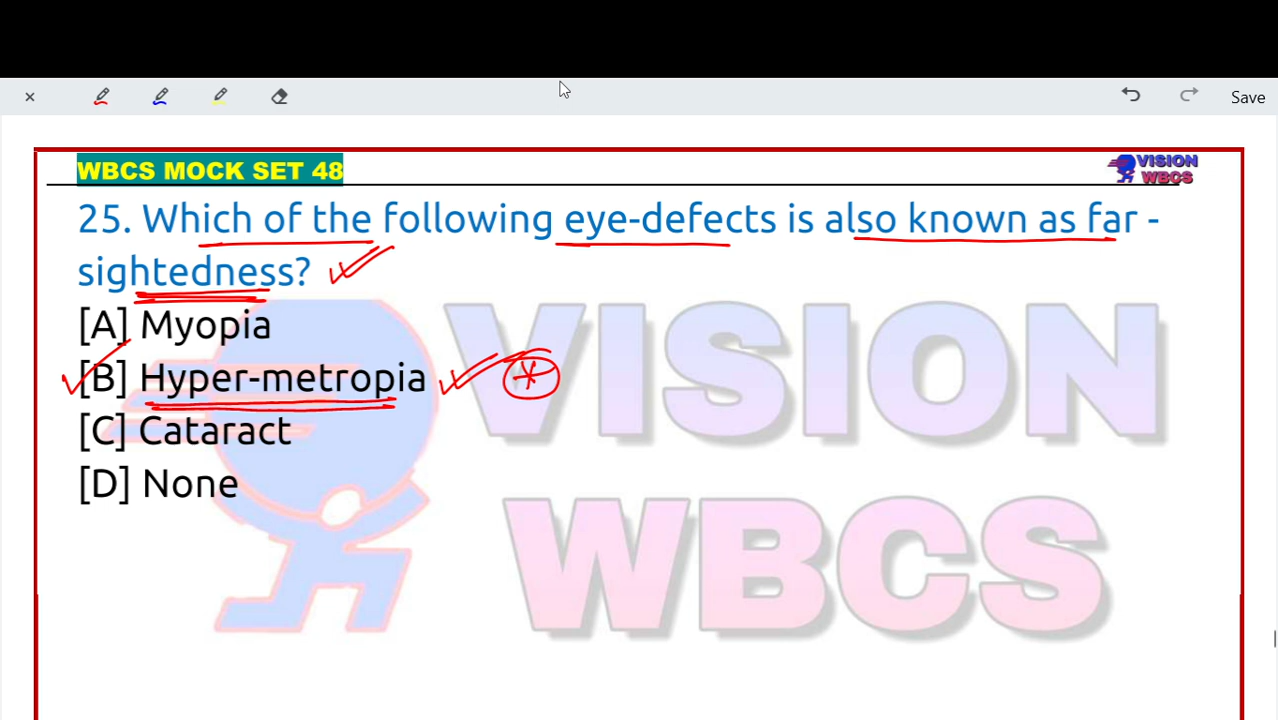 Save
WBCS MOCK SET 48
VISION
WBCS
25. Which of the following eye-defects is also known as far -
sightedness?
[A] Myopia
[B] Hyper-metropia
[C] Cataract
[D] None
VISION
WBCS